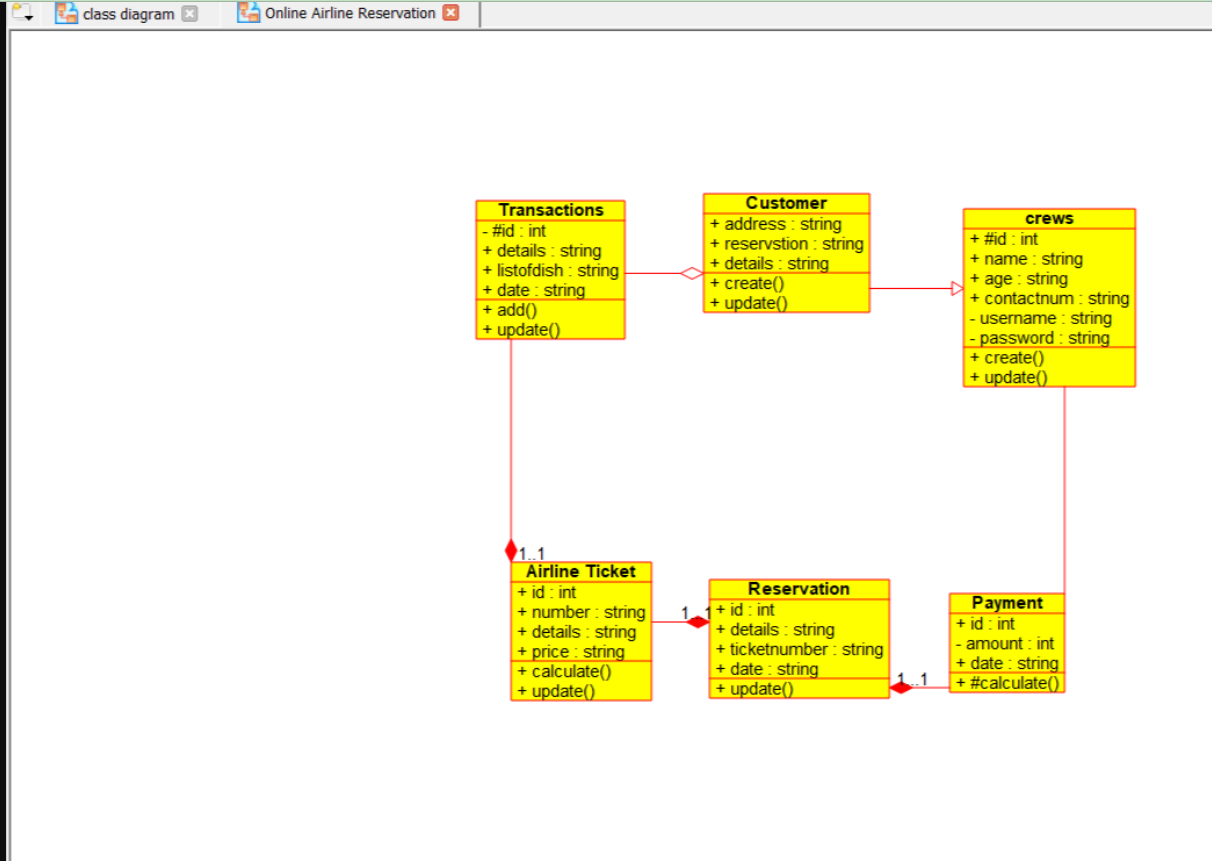 class diagram
Online Airline Reservation
Transactions
- #id : int
+ details : string
+ listofdish : string
+ date : string
+ add()
+ update()
Customer
+ address : string
+ reservstion : string
+ details : string
+ create()
+ update()
crews
+ #id : int
+ name : string
+ age : string
+ contactnum : string
- username : string
- password : string
+ create()
+ update()
1..1
Airline Ticket
+ id : int
+ number : string
+ details : string
+ price : string
+ calculate()
+ update()
1..1
Reservation
+ id : int
+ details : string
+ ticketnumber : string
+ date : string
+ update()
1..1
Payment
+ id : int
- amount : int
+ date : string
+ #calculate()